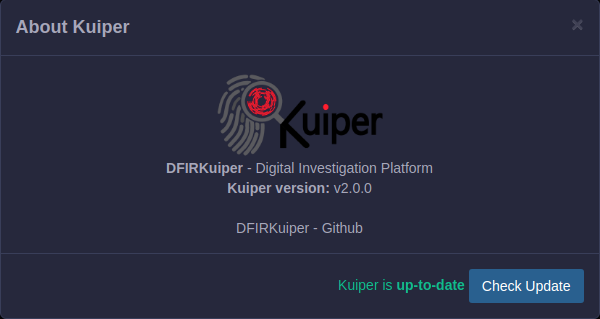 About Kuiper
×
Kuiper
DFIRKuiper - Digital Investigation Platform
Kuiper version: v2.0.0
DFIRKuiper - Github
Kuiper is up-to-date
Check Update